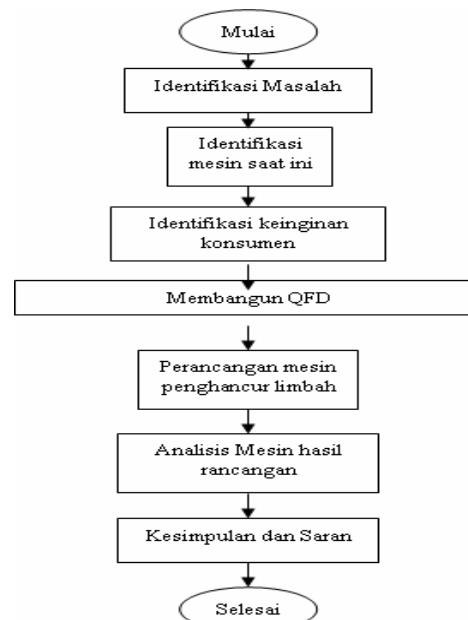 Mulai
Identifikasi Masalah
Identifikasi
mesin saat ini
Identifikasi keinginan
konsumen
Membangun QFD
Perancangan mesin
penghancur limbah
Analisis Mesin hasil
rancangan
Kesimpulan dan Saran
Selesai